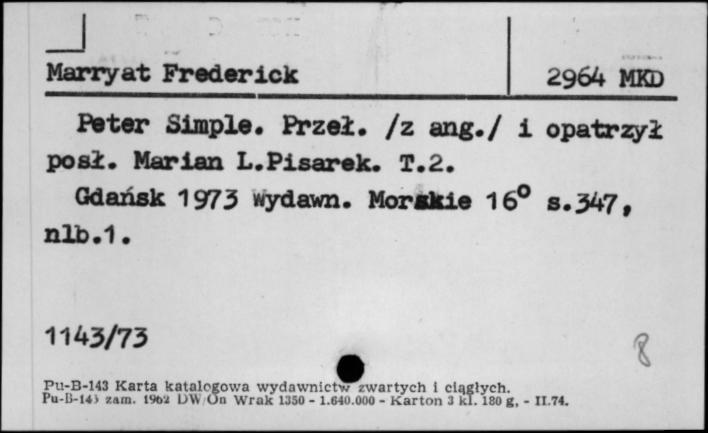 Marryat Frederick 2964 MKD
Peter Simple. Przeł. /z ang./ i opatrzył
posł. Marian L.Pisarek. T.2.
Gdańsk 1973 Wydawn. Morskie 16° s.347,
nlb.1.
1143/73 8
Pu-B-143 Karta katalogowa wydawnictw zwartych i ciągłych.
Pu-B-143 zam. 1962 DW/On Wrak 1350 - 1.640.000 - Karton 3 kl. 180 g, - II.74.